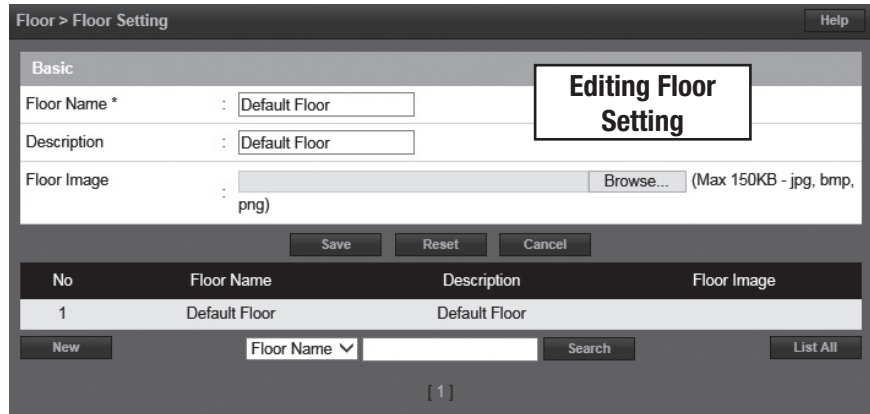 Floor > Floor Setting Help
Basic
Editing Floor
Setting
Floor Name * : Default Floor
Description : Default Floor
Floor Image : Browse... (Max 150KB - jpg, bmp,
png)
Save Reset Cancel
No Floor Name Description Floor Image
1 Default Floor Default Floor
New Floor Name Search List All
[ 1 ]